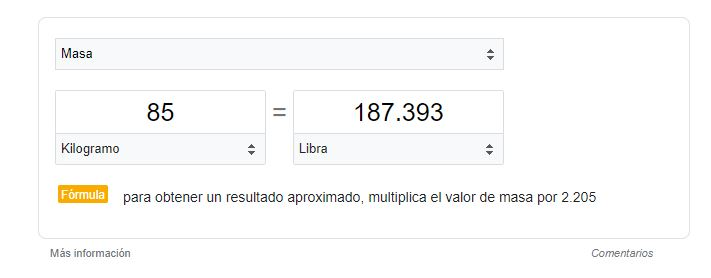 Masa
85 = 187.393
Kilogramo Libra
Fórmula para obtener un resultado aproximado, multiplica el valor de masa por 2.205
Más información Comentarios